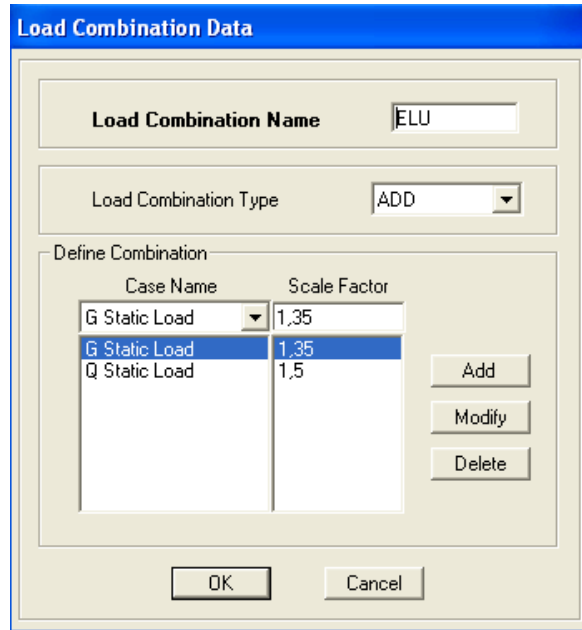 Load Combination Data
Load Combination Name ELU
Load Combination Type ADD
Define Combination
Case Name Scale Factor
G Static Load 1,35
G Static Load 1,35
Q Static Load 1,5
Add
Modify
Delete
OK Cancel